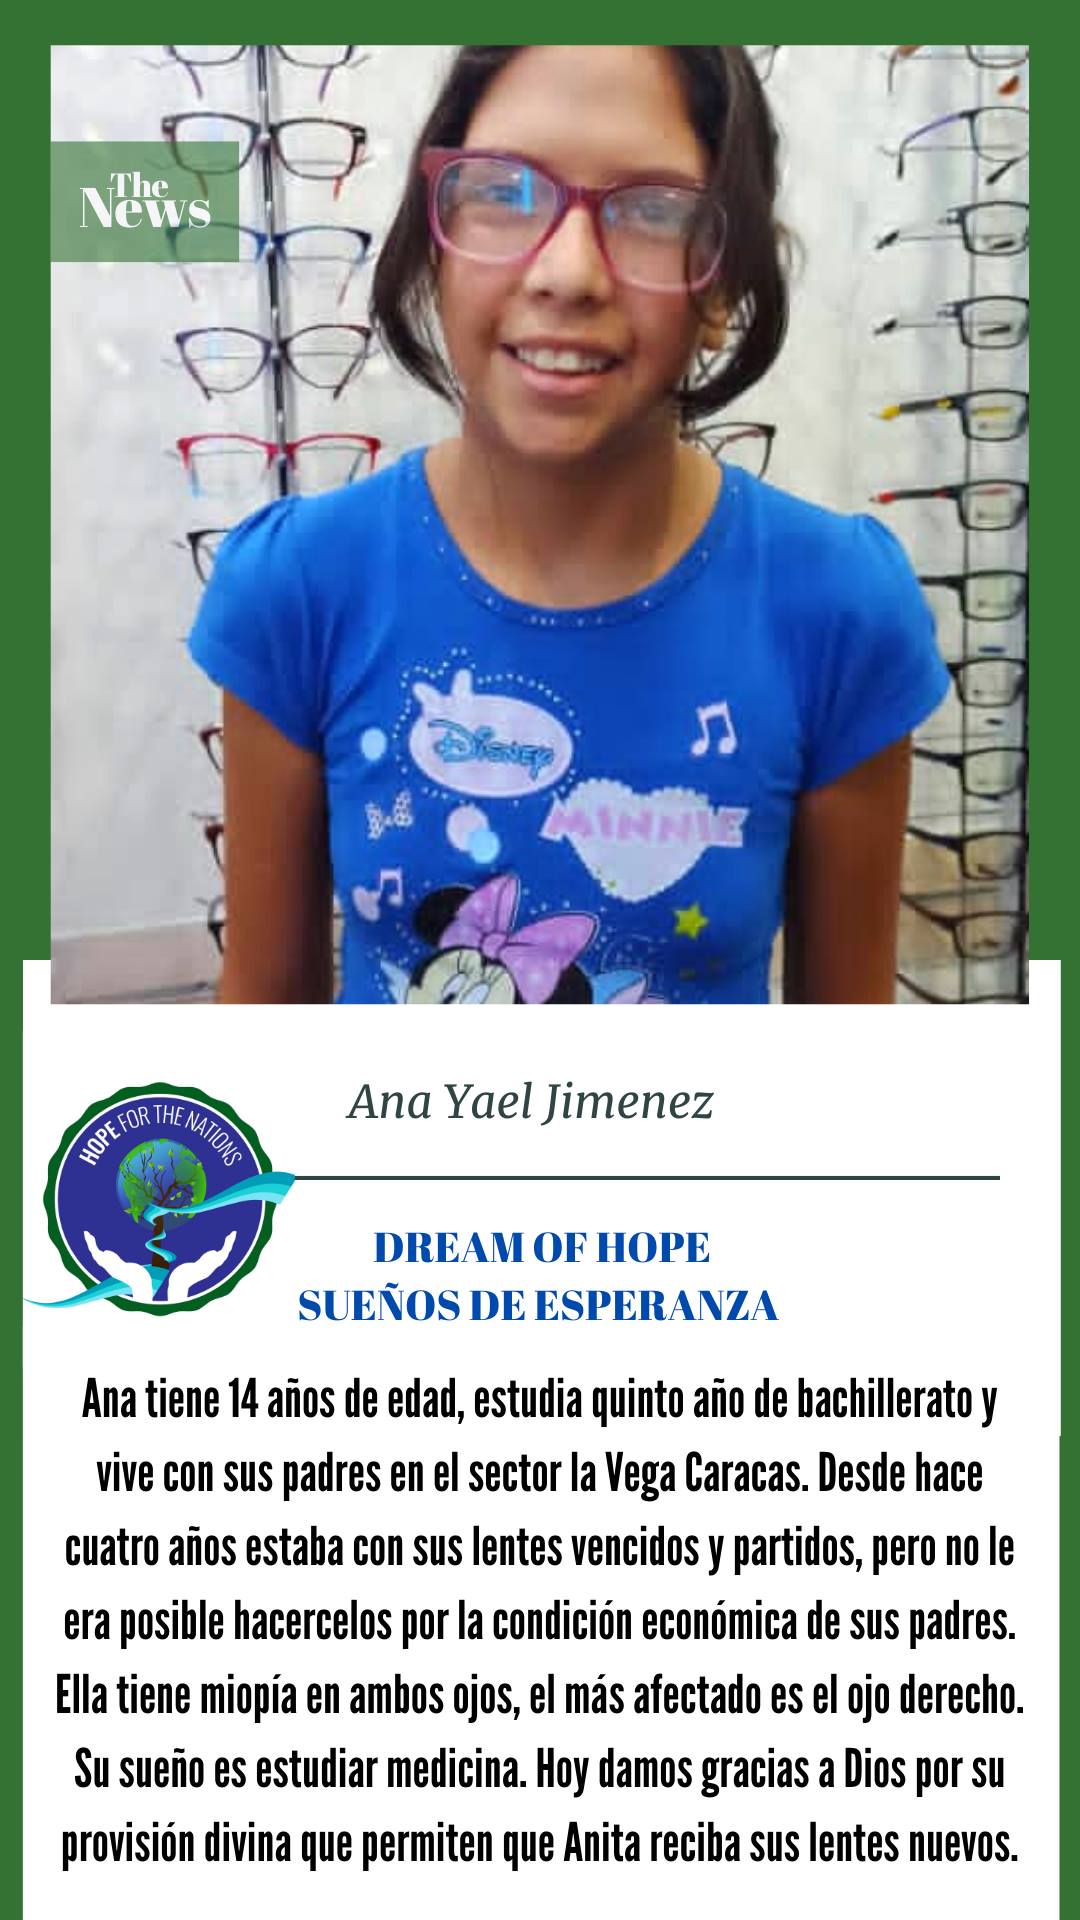 The
News
DISNEY
MINNIE
Ana Yael Jimenez
HOPE FOR THE NATIONS
DREAM OF HOPE
SUEÑOS DE ESPERANZA
Ana tiene 14 años de edad, estudia quinto año de bachillerato y
vive con sus padres en el sector la Vega Caracas. Desde hace
cuatro años estaba con sus lentes vencidos y partidos, pero no le
era posible hacercelos por la condición económica de sus padres.
Ella tiene miopía en ambos ojos, el más afectado es el ojo derecho.
Su sueño es estudiar medicina. Hoy damos gracias a Dios por su
provisión divina que permiten que Anita reciba sus lentes nuevos.